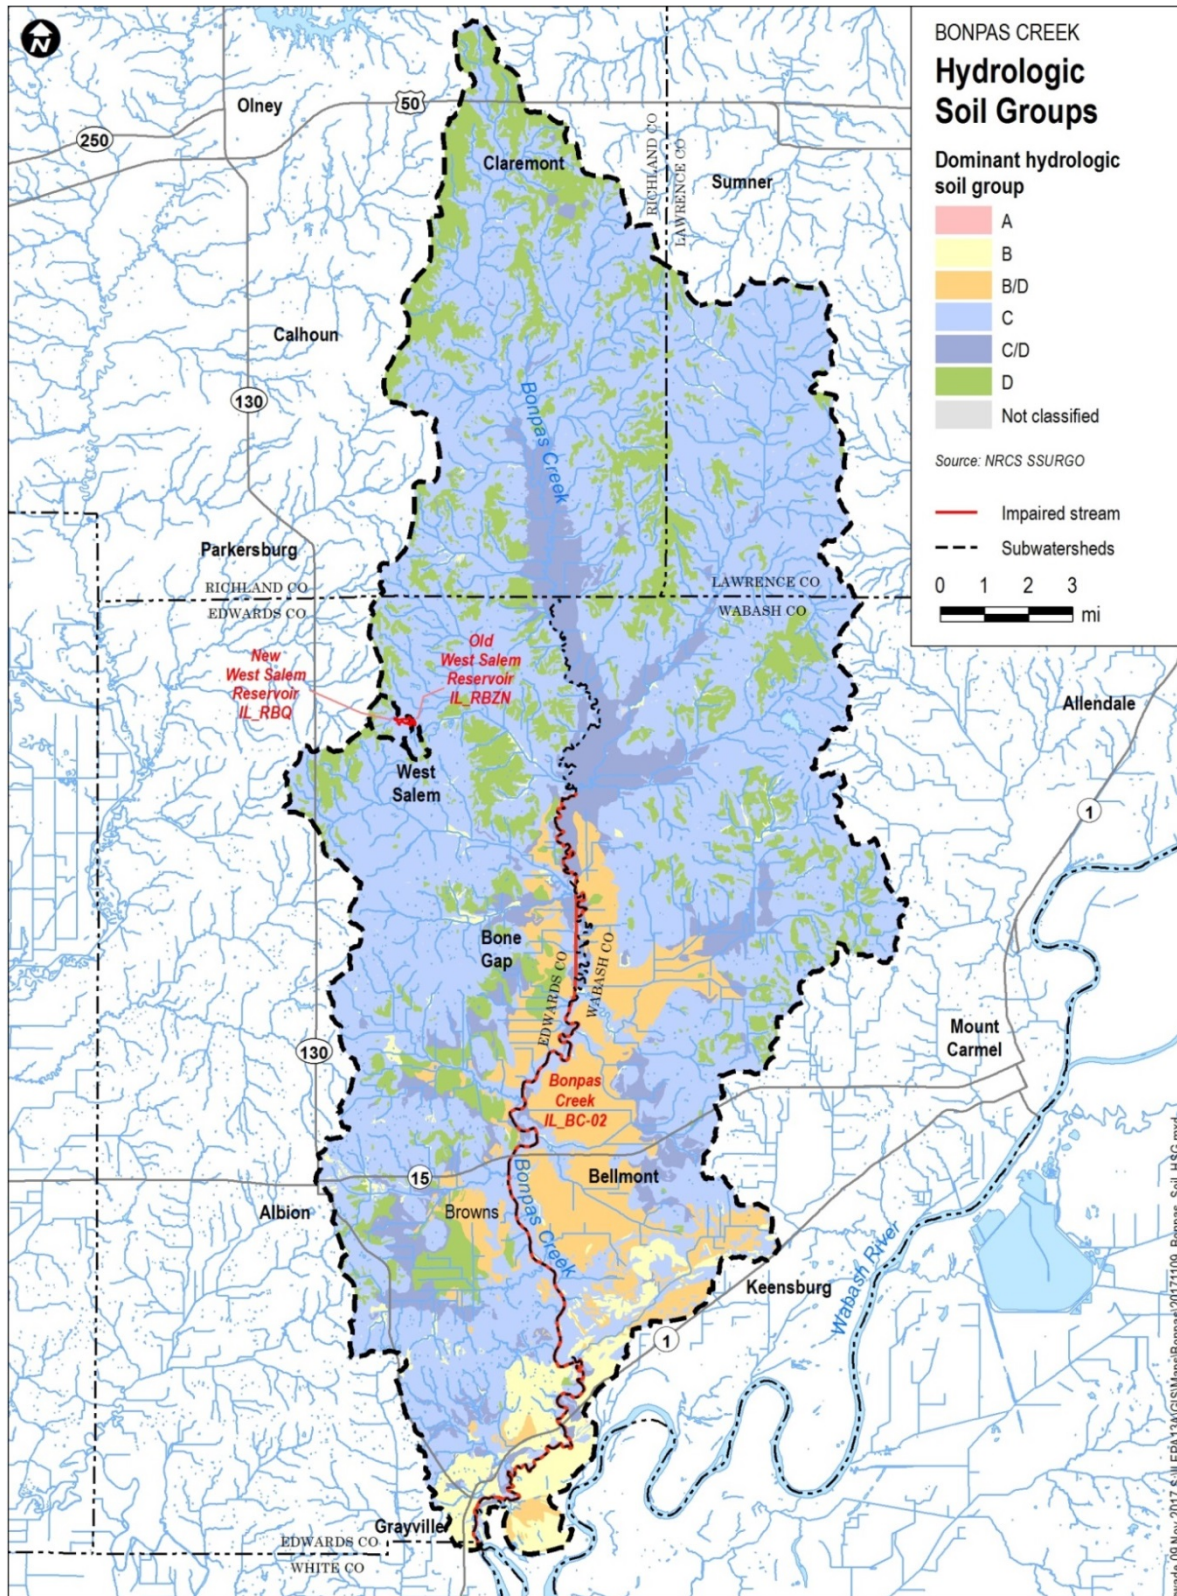 BONPAS CREEK
Hydrologic
Soil Groups
Dominant hydrologic
soil group
A
B
B/D
C
C/D
D
Not classified
Source: NRCS SSURGO
Impaired stream
Subwatersheds
0 1 2 3
mi
N
Olney
50
250
Claremont
RICHLAND CO
LAWRENCE CO
Sumner
Calhoun
130
Bonpas Creek
Parkersburg
RICHLAND CO
EDWARDS CO
LAWRENCE CO
WABASH CO
New
West Salem
Reservoir
IL_RBQ
Old
West Salem
Reservoir
IL_RBZN
Allendale
West
Salem
1
Bone
Gap
EDWARDS CO
WABASH CO
130
Mount
Carmel
Bonpas
Creek
IL_BC-02
15
Bonpas Creek
Bellmont
Albion
Browns
Wabash River
Keensburg
1
Grayville
EDWARDS CO
WHITE CO